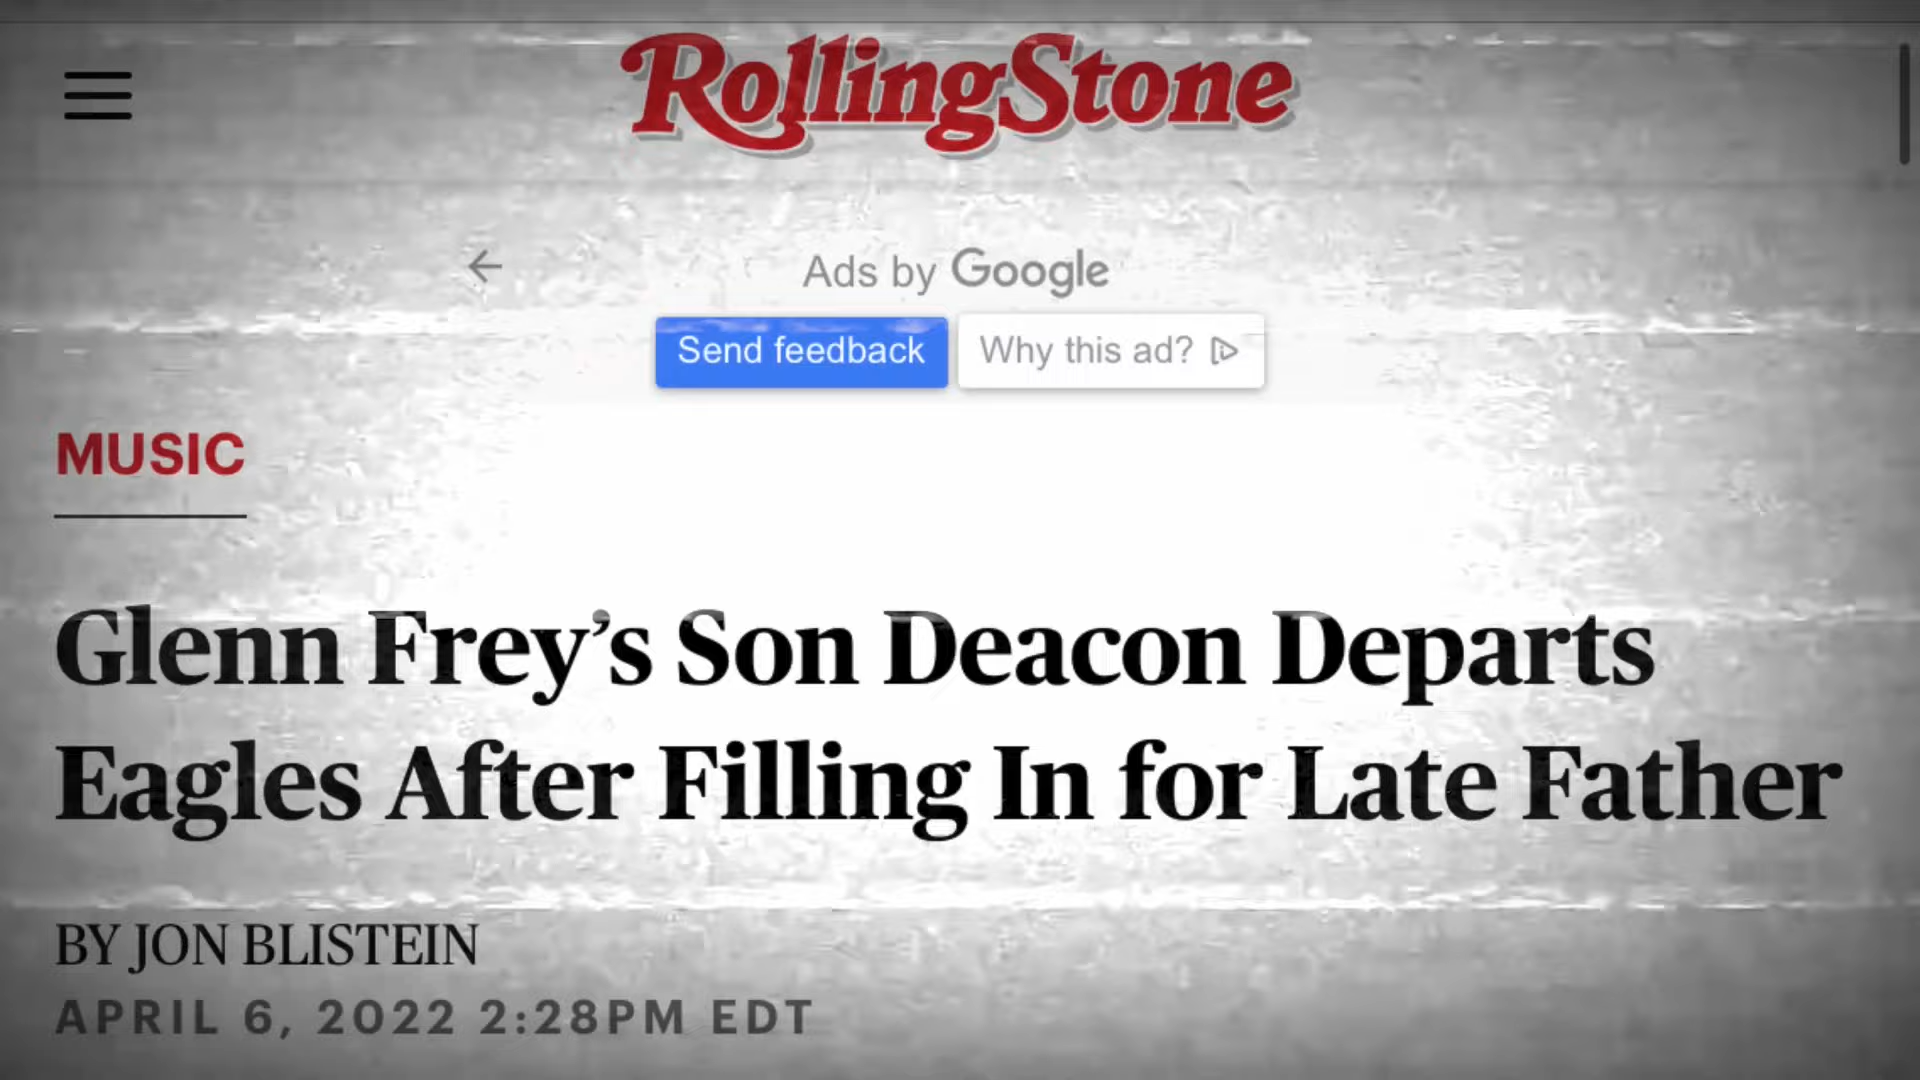 RollingStone
Ads by Google
Send feedback
Why this ad?
MUSIC
Glenn Frey’s Son Deacon Departs
Eagles After Filling In for Late Father
BY JON BLISTEIN
APRIL 6, 2022 2:28PM EDT